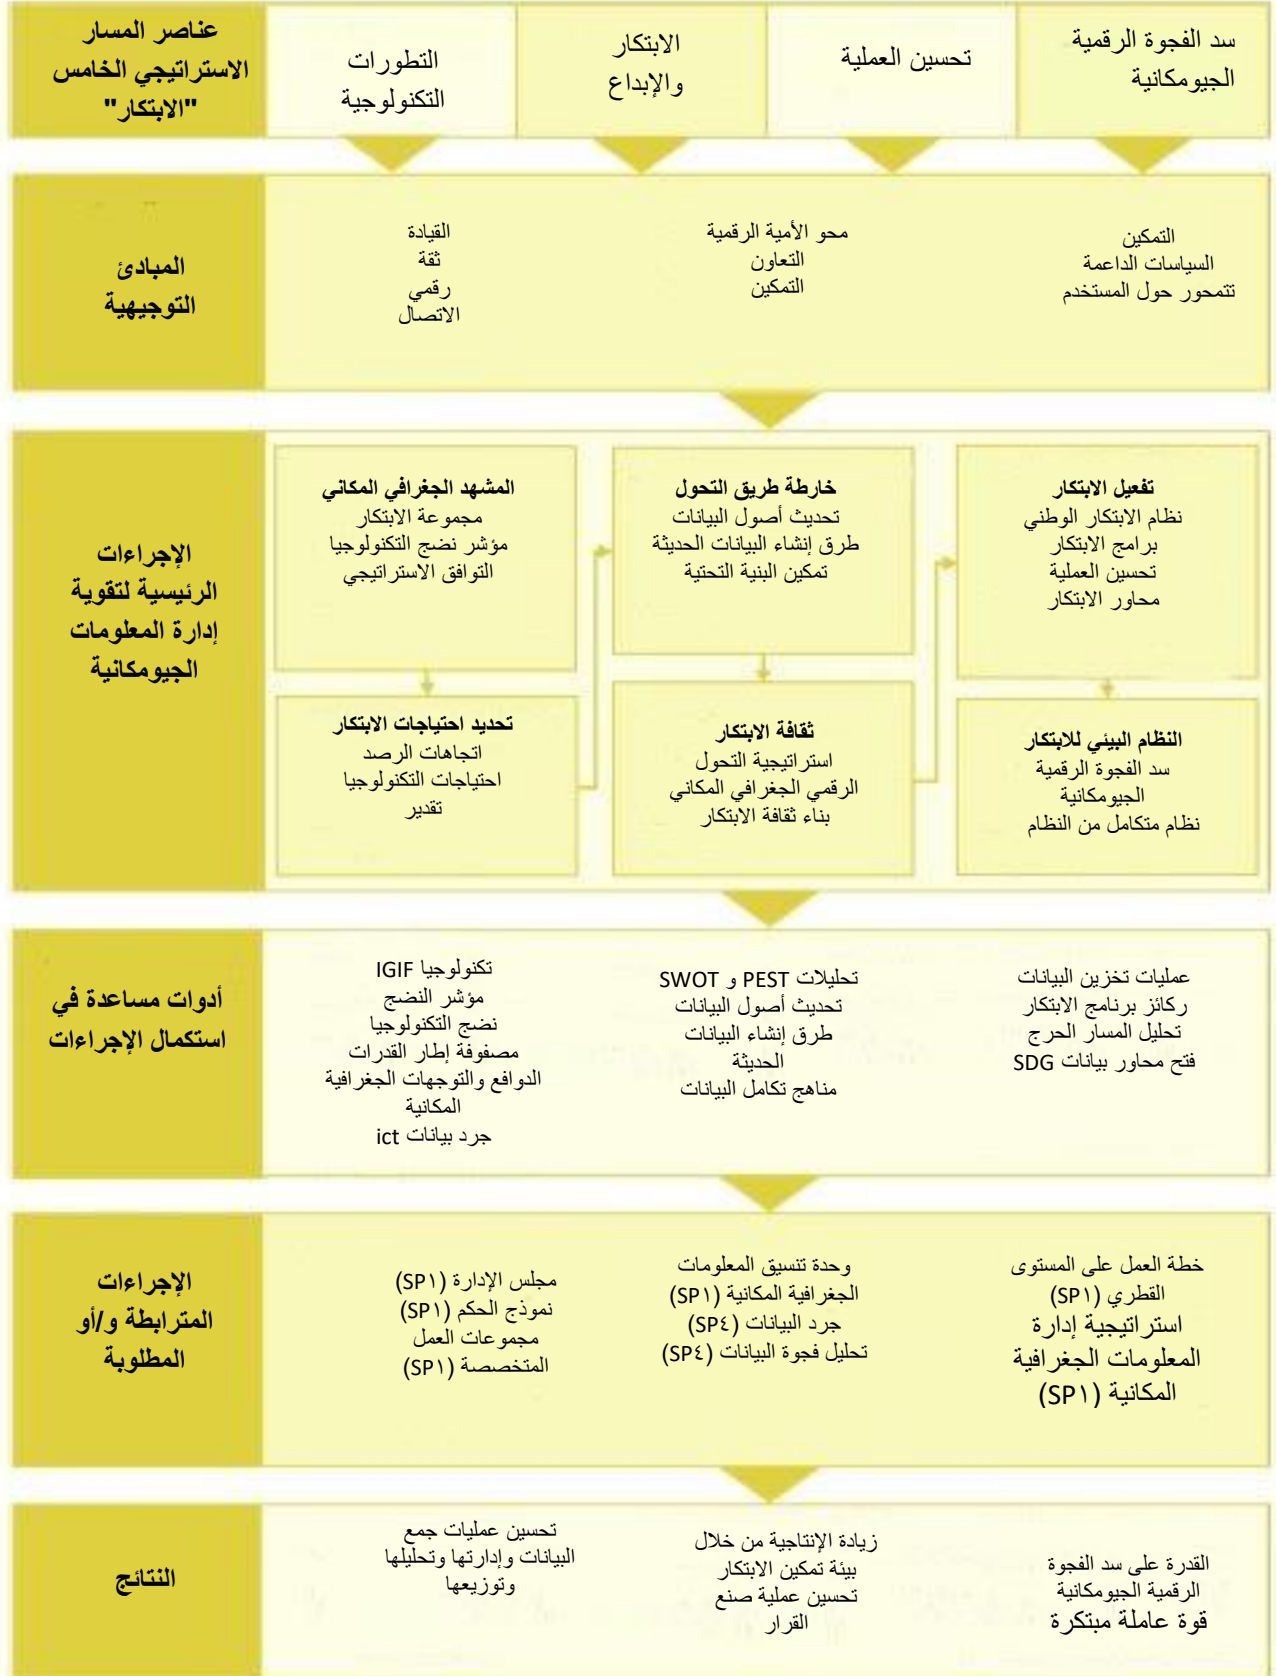 عناصر المسار
الاستراتيجي الخامس
"الابتكار"
التطورات
التكنولوجية
الابتكار
والإبداع
تحسين العملية
سد الفجوة الرقمية
الجيومكانية
المبادئ
التوجيهية
القيادة
ثقة
رقمي
الاتصال
محو الأمية الرقمية
التعاون
التمكين
التمكين
السياسات الداعمة
تتمحور حول المستخدم
الإجراءات
الرئيسية لتقوية
إدارة المعلومات
الجيومكانية
المشهد الجغرافي المكاني
مجموعة الابتكار
مؤشر نضج التكنولوجيا
التوافق الاستراتيجي
تحديد احتياجات الابتكار
اتجاهات الرصد
احتياجات التكنولوجيا
تقدير
خارطة طريق التحول
تحديث أصول البيانات
طرق إنشاء البيانات الحديثة
تمكين البنية التحتية
ثقافة الابتكار
استراتيجية التحول
الرقمي الجغرافي المكاني
بناء ثقافة الابتكار
تفعيل الابتكار
نظام الابتكار الوطني
برامج الابتكار
تحسين العملية
محاور الابتكار
النظام البيئي للابتكار
سد الفجوة الرقمية
الجيومكانية
نظام متكامل من النظام
أدوات مساعدة في
استكمال الإجراءات
تكنولوجيا IGIF
مؤشر النضج
نضج التكنولوجيا
مصفوفة إطار القدرات
الدوافع والتوجهات الجغرافية
المكانية
جرد بيانات ict
تحليلات PEST و SWOT
تحديث أصول البيانات
طرق إنشاء البيانات
الحديثة
مناهج تكامل البيانات
عمليات تخزين البيانات
ركائز برنامج الابتكار
تحليل المسار الحرج
فتح محاور بيانات SDG
الإجراءات
المترابطة و/أو
المطلوبة
مجلس الإدارة (SP١)
نموذج الحكم (SP١)
مجموعات العمل
المتخصصة (SP١)
وحدة تنسيق المعلومات
الجغرافية المكانية (SP١)
جرد البيانات (SP٤)
تحليل فجوة البيانات (SP٤)
خطة العمل على المستوى
القطري (SP١)
استراتيجية إدارة
المعلومات الجغرافية
المكانية (SP١)
النتائج
تحسين عمليات جمع
البيانات وإدارتها وتحليلها
وتوزيعها
زيادة الإنتاجية من خلال
بيئة تمكين الابتكار
تحسين عملية صنع
القرار
القدرة على سد الفجوة
الرقمية الجيومكانية
قوة عاملة مبتكرة